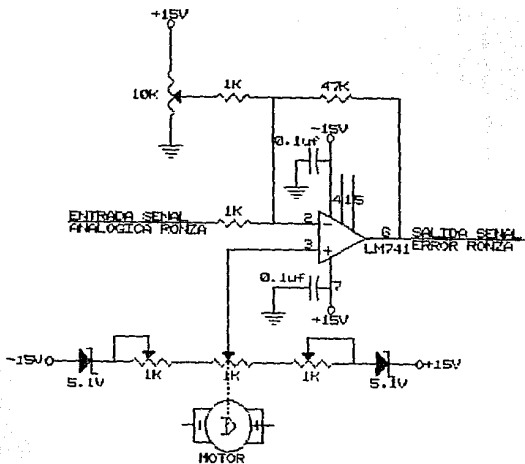 +15V
1K
47K
10K
-15V
0.1uf
4 1 5
ENTRADA SENAL
ANALOGICA RONZA
1K
2
-
3
+
6
SALIDA SENAL
ERROR RONZA
LM741
7
0.1uf
+15V
-15V
+15V
5.1V
1K
1K
1K
5.1V
D
MOTOR